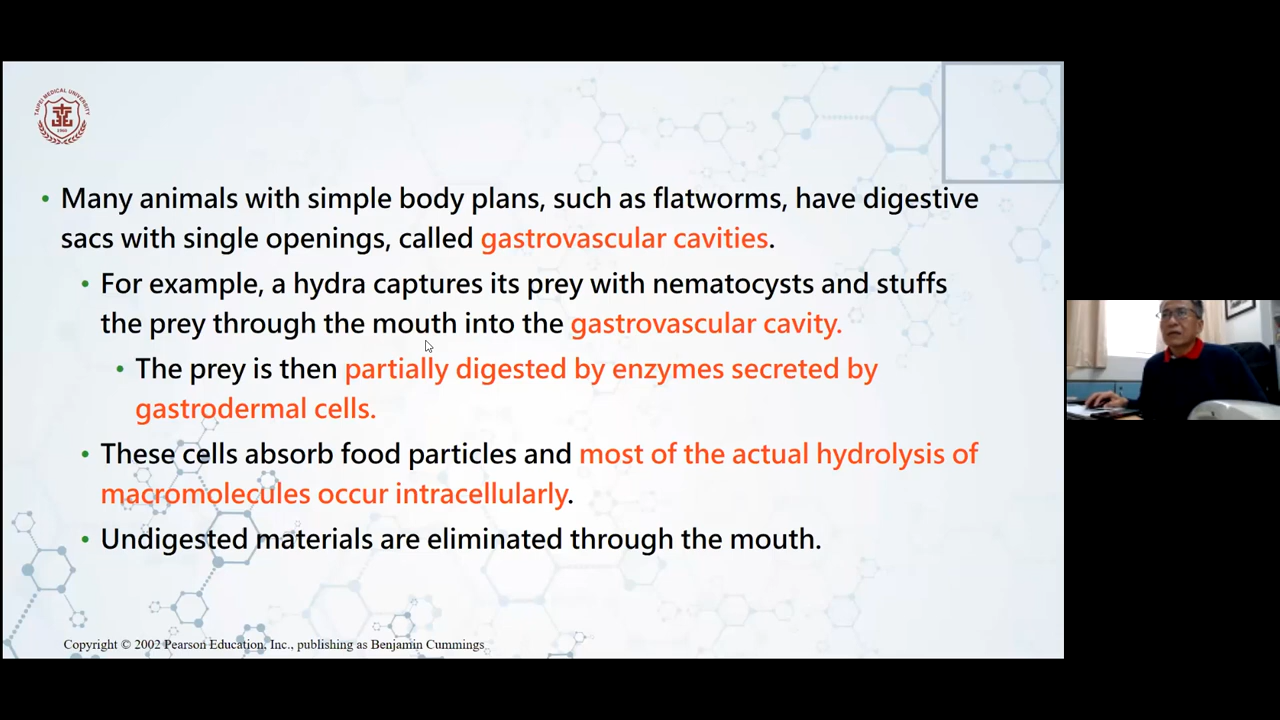 TAIPEI MEDICAL UNIVERSITY
1960
• Many animals with simple body plans, such as flatworms, have digestive
sacs with single openings, called gastrovascular cavities.
• For example, a hydra captures its prey with nematocysts and stuffs
the prey through the mouth into the gastrovascular cavity.
• The prey is then partially digested by enzymes secreted by
gastrodermal cells.
• These cells absorb food particles and most of the actual hydrolysis of
macromolecules occur intracellularly.
• Undigested materials are eliminated through the mouth.
Copyright © 2002 Pearson Education, Inc., publishing as Benjamin Cummings